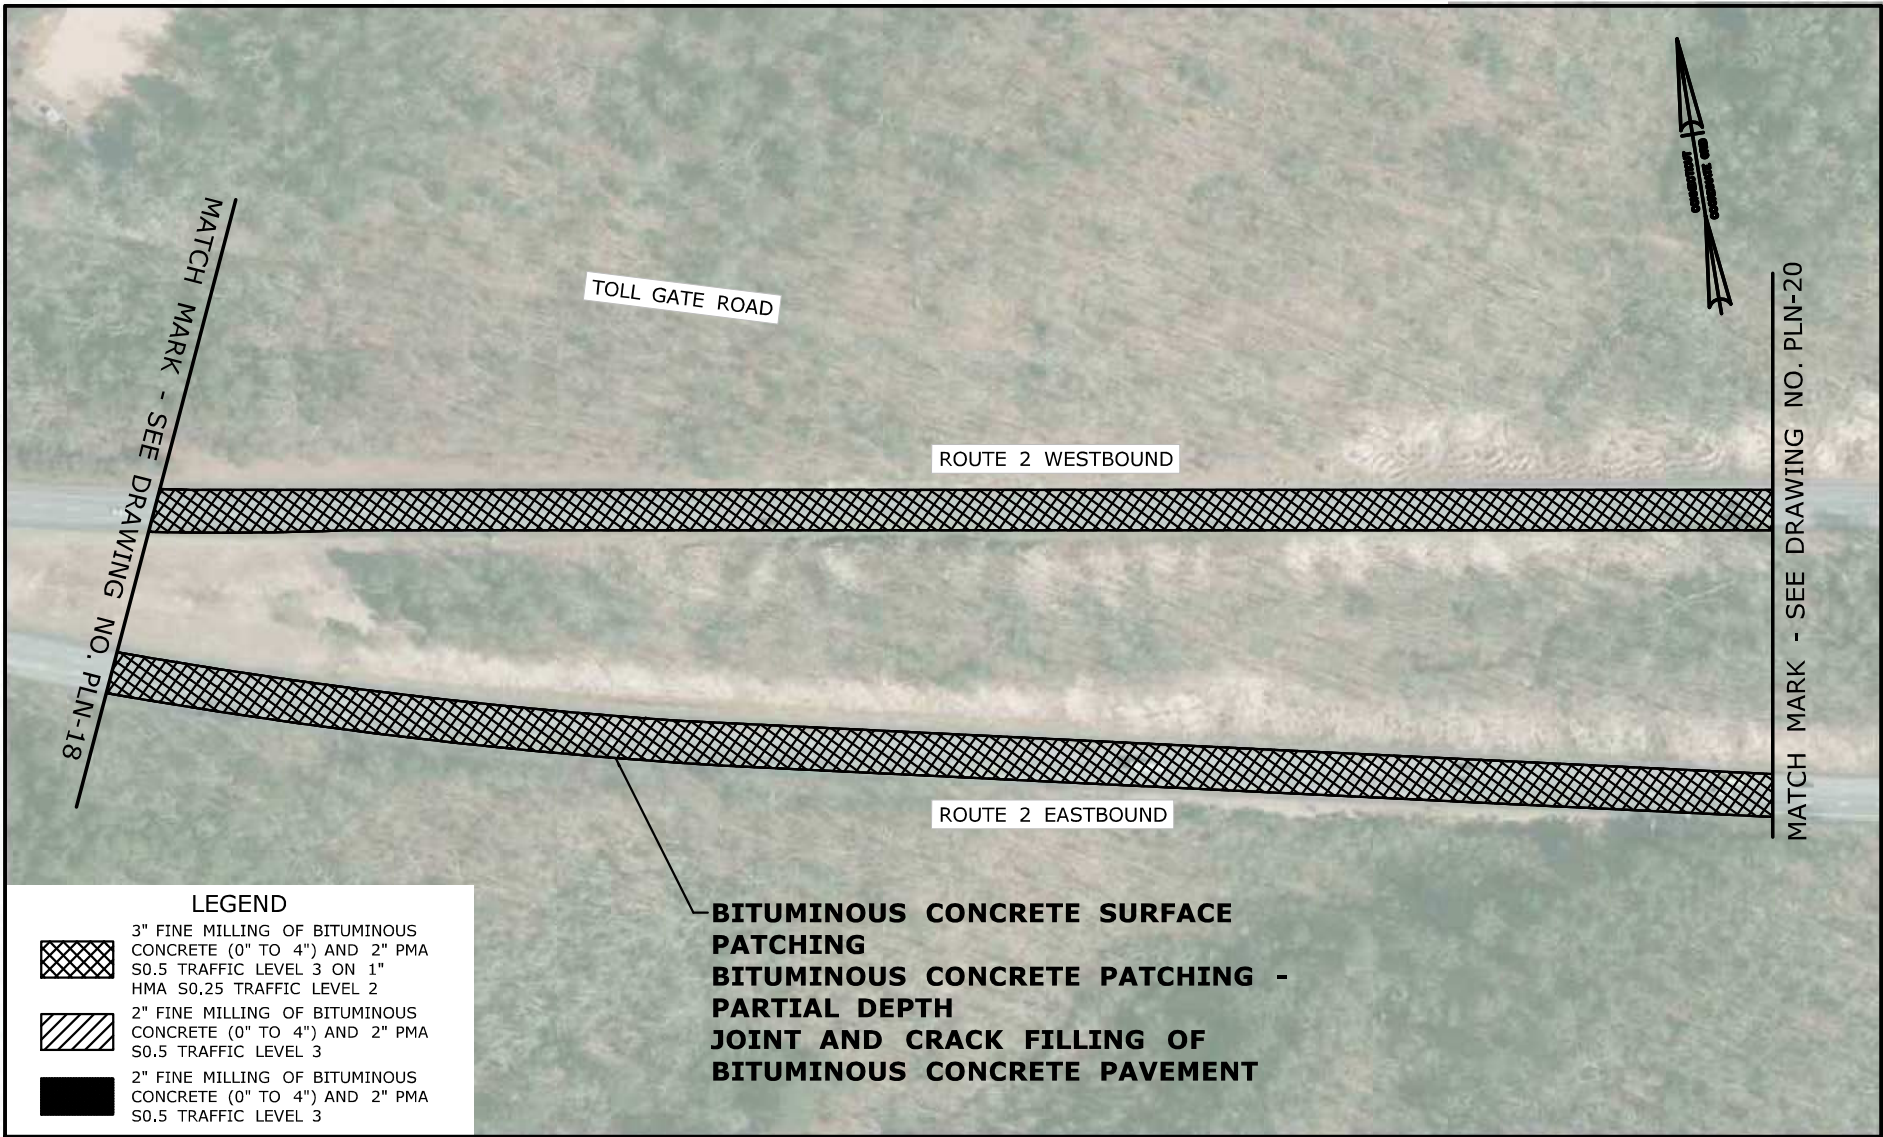 MATCH MARK - SEE DRAWING NO. PLN-18
TOLL GATE ROAD
ROUTE 2 WESTBOUND
CONNECTICUT
MATCH MARK - SEE DRAWING NO. PLN-20
ROUTE 2 EASTBOUND
BITUMINOUS CONCRETE SURFACE
PATCHING
BITUMINOUS CONCRETE PATCHING -
PARTIAL DEPTH
JOINT AND CRACK FILLING OF
BITUMINOUS CONCRETE PAVEMENT
LEGEND
3" FINE MILLING OF BITUMINOUS
CONCRETE (0" TO 4") AND 2" PMA
S0.5 TRAFFIC LEVEL 3 ON 1"
HMA S0.25 TRAFFIC LEVEL 2
2" FINE MILLING OF BITUMINOUS
CONCRETE (0" TO 4") AND 2" PMA
S0.5 TRAFFIC LEVEL 3
2" FINE MILLING OF BITUMINOUS
CONCRETE (0" TO 4") AND 2" PMA
S0.5 TRAFFIC LEVEL 3